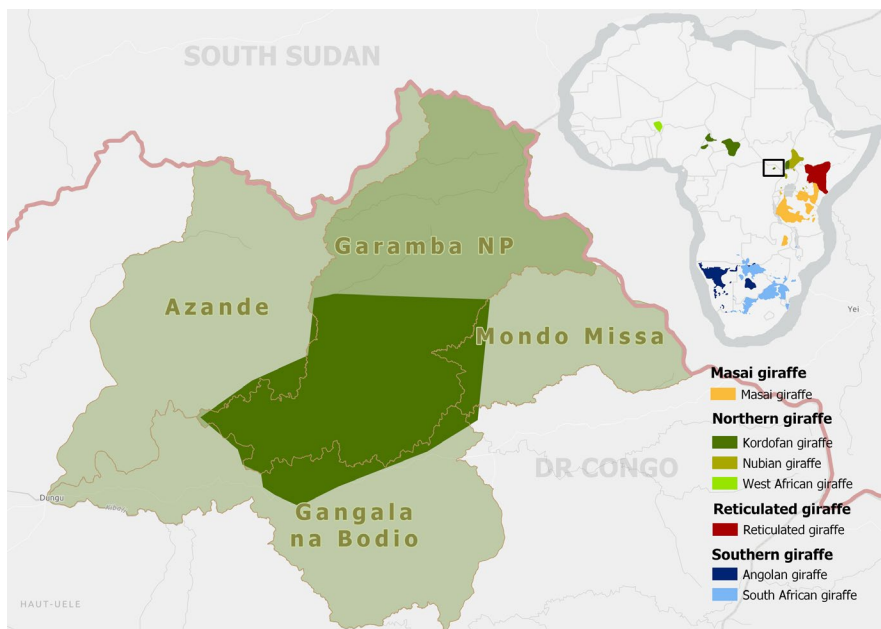 SOUTH SUDAN
Garamba NP
Azande
Mondo Missa
Yei
Masai giraffe
Masai giraffe
Northern giraffe
Kordofan giraffe
Nubian giraffe
West African giraffe
DR CONGO
Dungu
Gangala
na Bodio
Reticulated giraffe
Reticulated giraffe
Southern giraffe
Angolan giraffe
South African giraffe
HAUT-UELE